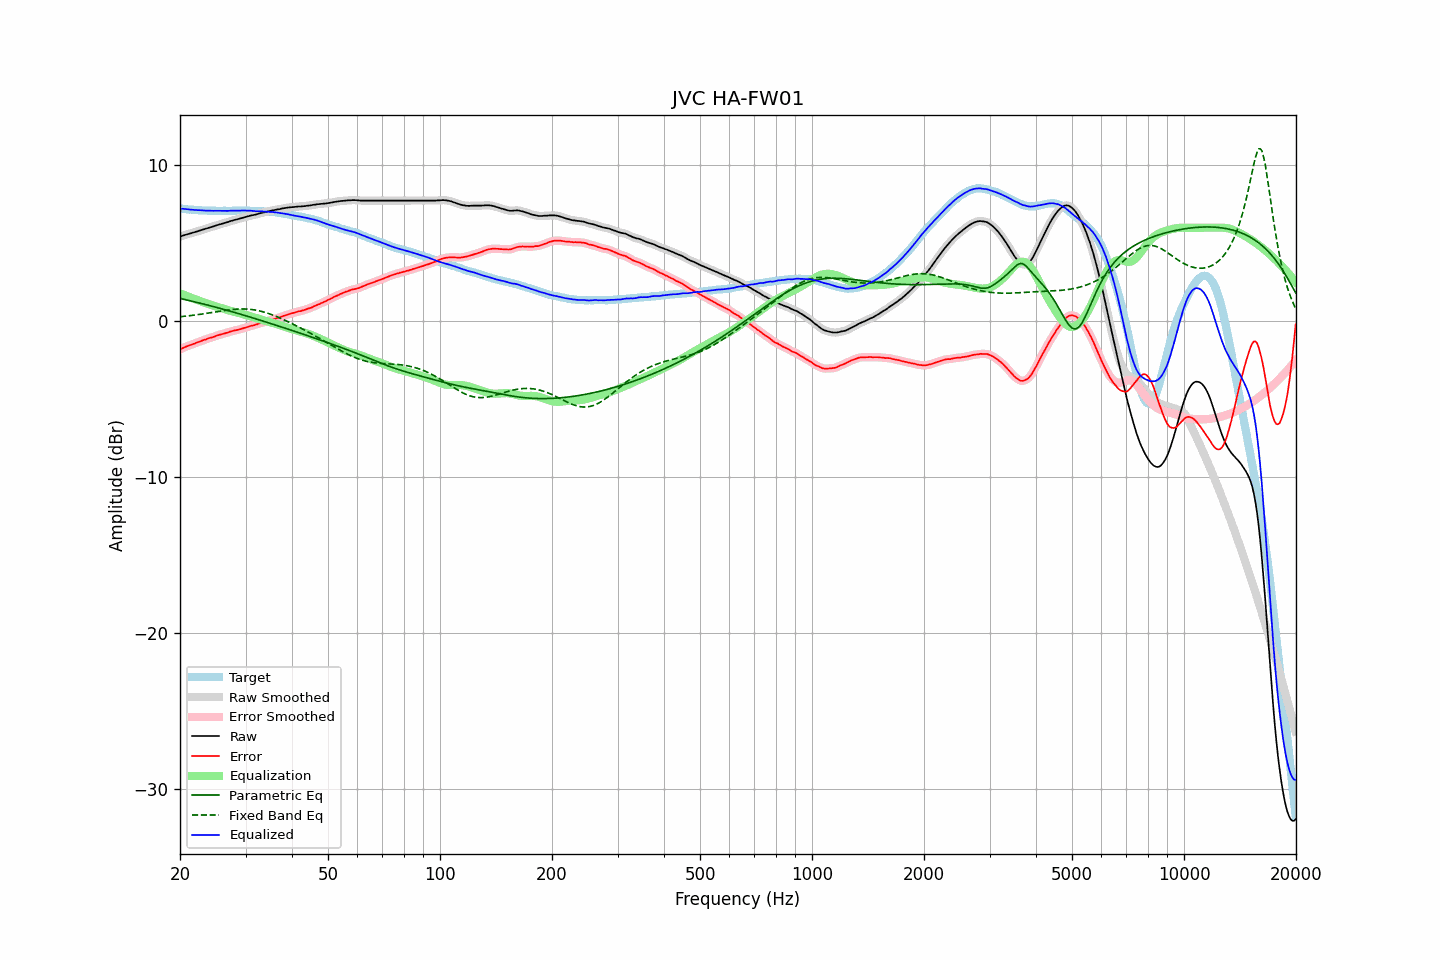 JVC HA-FW01
10
0
−10
−20
−30
Amplitude (dBr)
Target
Raw Smoothed
Error Smoothed
Raw
Error
Equalization
Parametric Eq
Fixed Band Eq
Equalized
20 50 100 200 500 1000 2000 5000 10000 20000
Frequency (Hz)